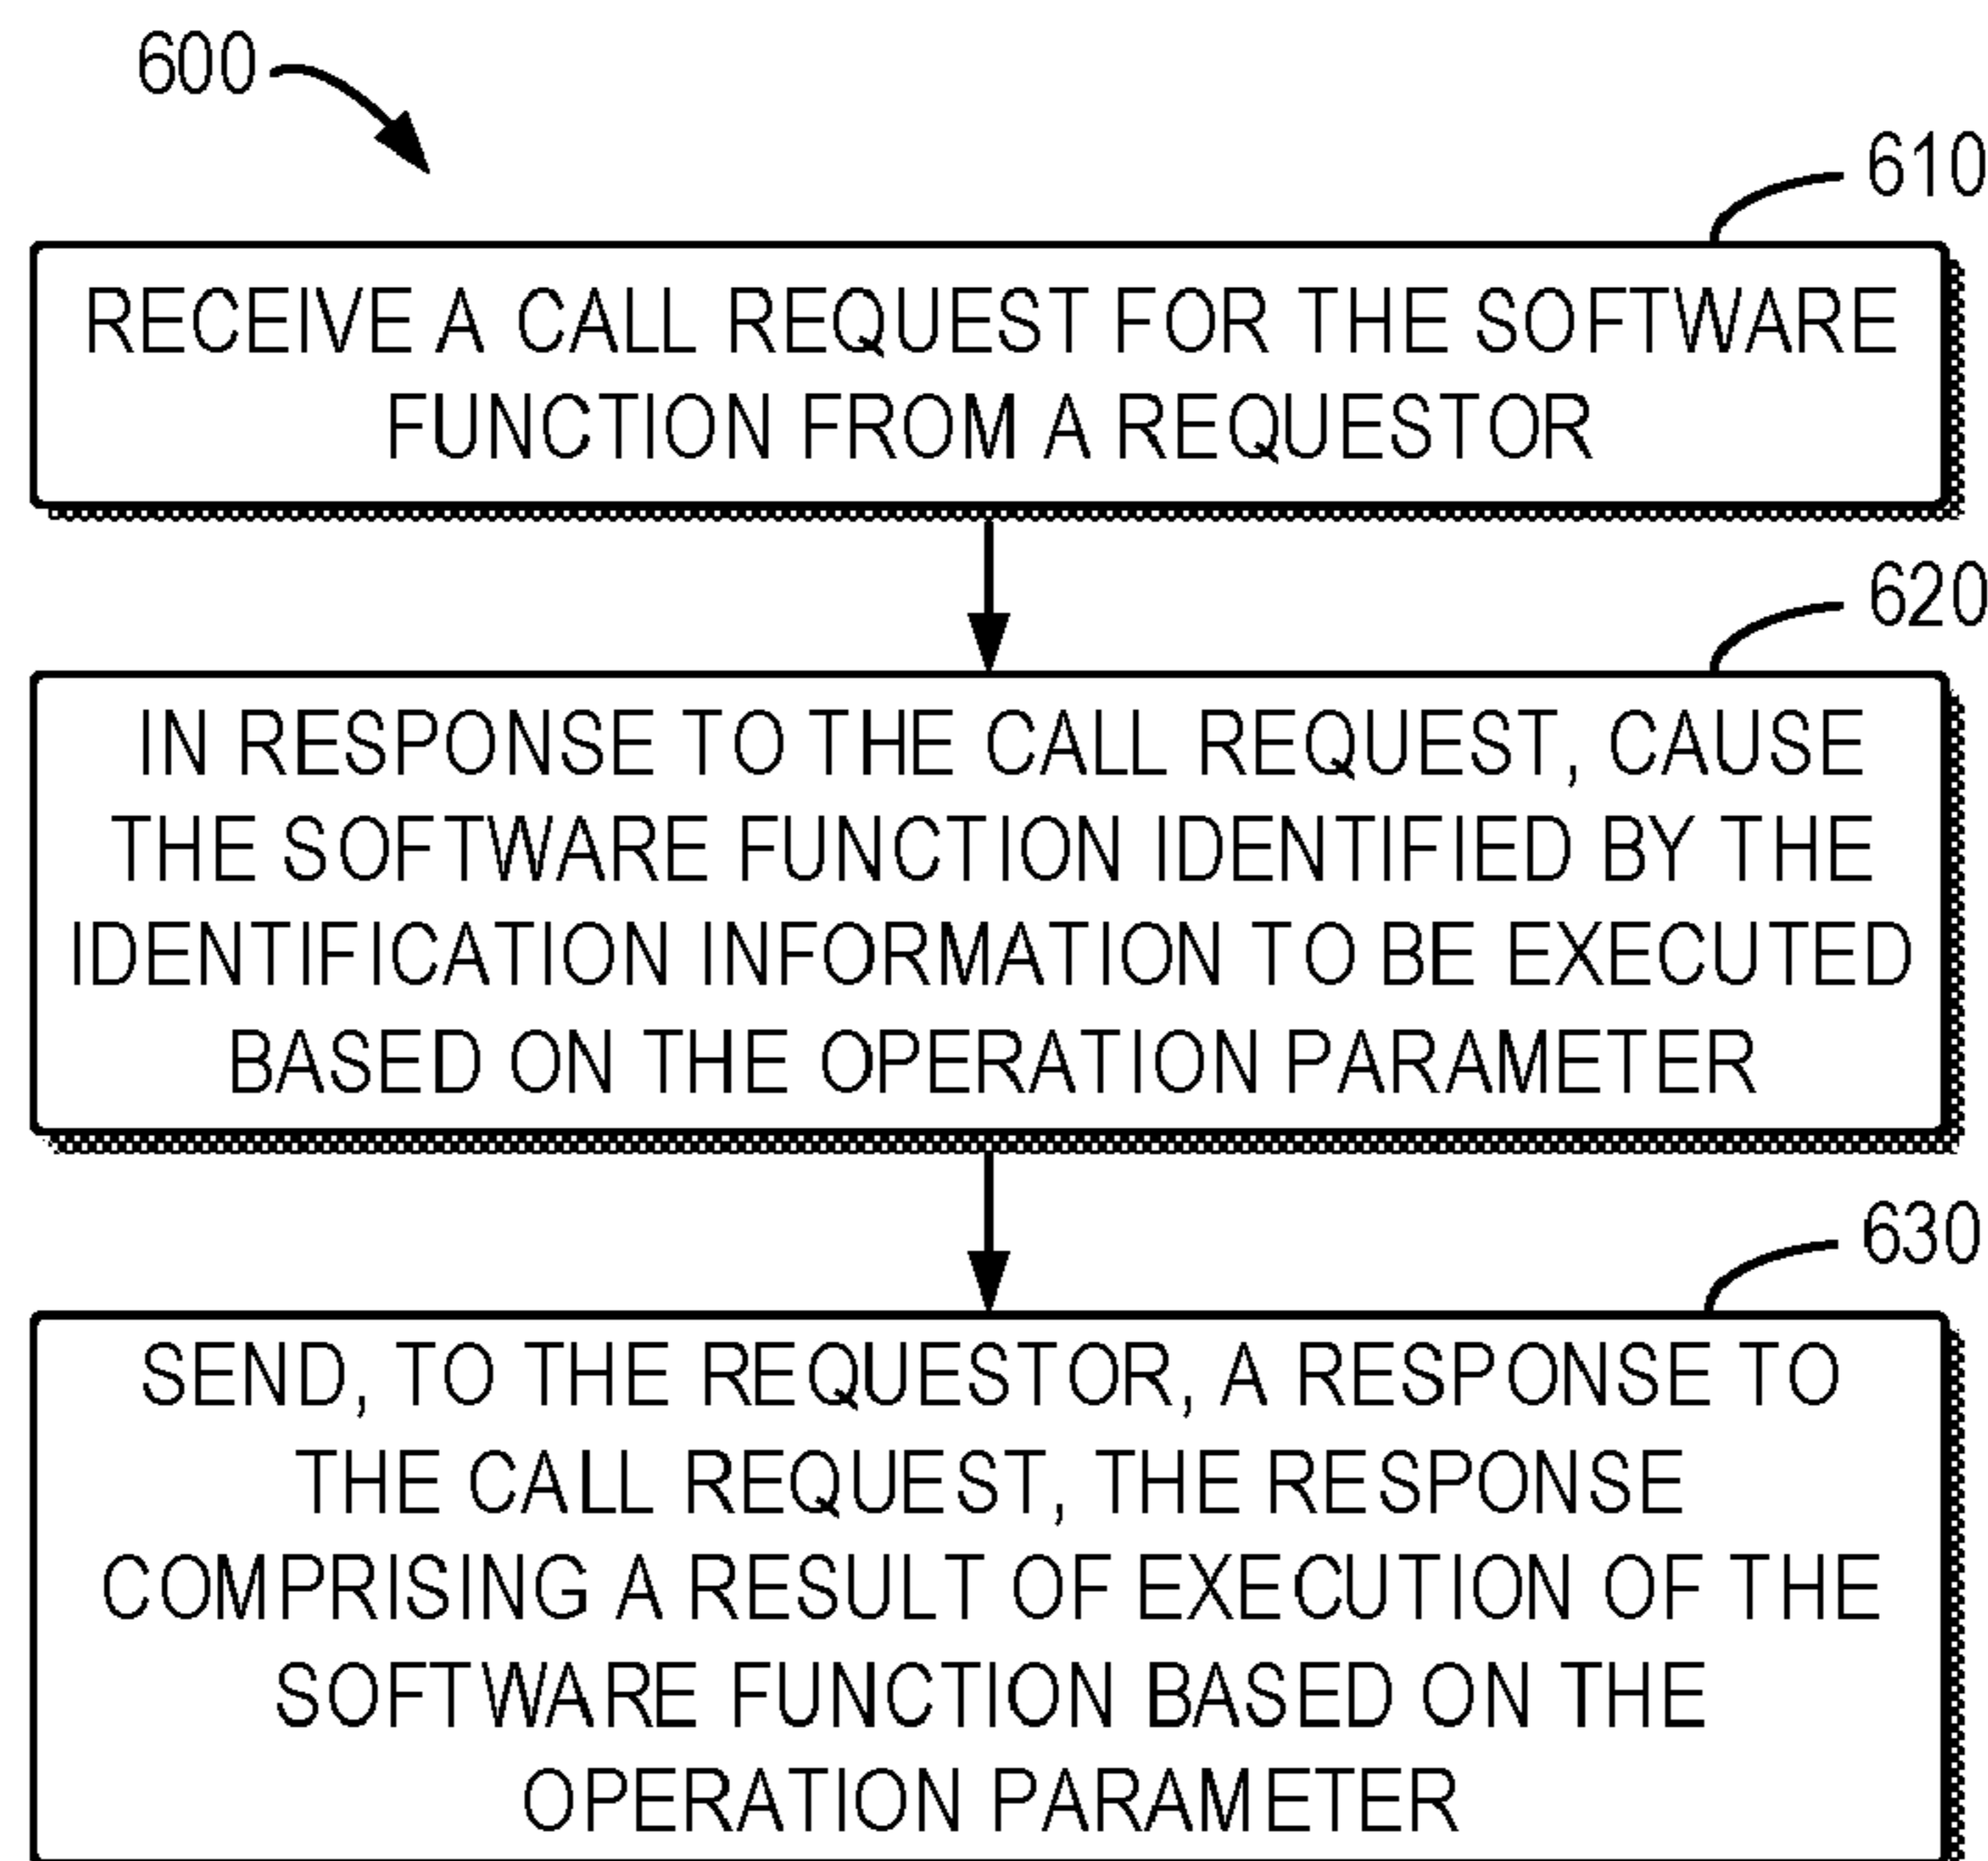 600
610
RECEIVE A CALL REQUEST FOR THE SOFTWARE
FUNCTION FROM A REQUESTOR
620
IN RESPONSE TO THE CALL REQUEST, CAUSE
THE SOFTWARE FUNCTION IDENTIFIED BY THE
IDENTIFICATION INFORMATION TO BE EXECUTED
BASED ON THE OPERATION PARAMETER
630
SEND, TO THE REQUESTOR, A RESPONSE TO
THE CALL REQUEST, THE RESPONSE
COMPRISING A RESULT OF EXECUTION OF THE
SOFTWARE FUNCTION BASED ON THE
OPERATION PARAMETER